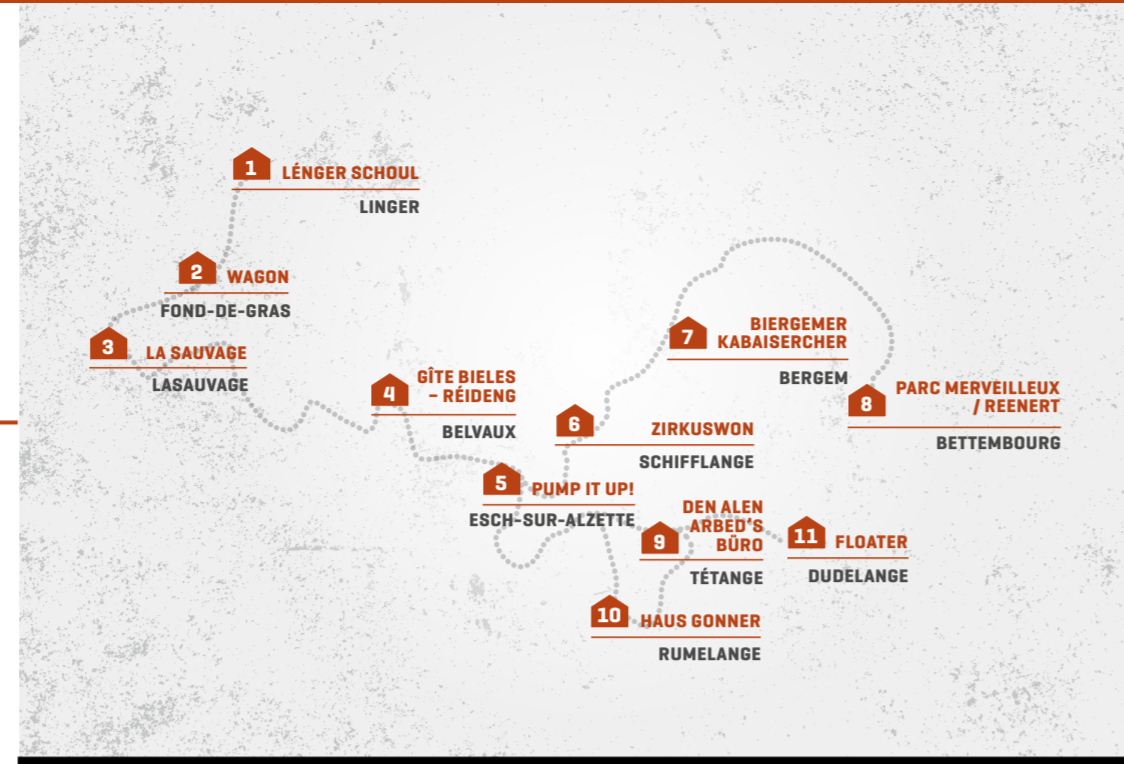 1
LÉNGER SCHOUL
LINGER
2
WAGON
FOND-DE-GRAS
3
LA SAUVAGE
LASAUVAGE
4
GÎTE BIELES
– RÉIDENG
BELVAUX
5
PUMP IT UP!
ESCH-SUR-ALZETTE
6
ZIRKUSWON
SCHIFFLANGE
7
BIERGEMER
KABAISERCHER
BERGEM
8
PARC MERVEILLEUX
/ REENERT
BETTEMBOURG
9
DEN ALEN
ARBED'S
BÜRO
TÉTANGE
10
HAUS GONNER
RUMELANGE
11
FLOATER
DUDELANGE